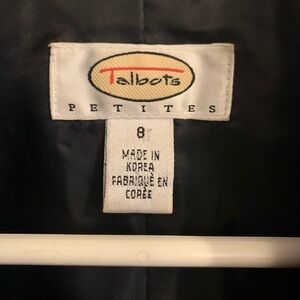 Talbots
PETITES
8
MADE IN
KOREA
FABRIQUÉ EN
CORÉE